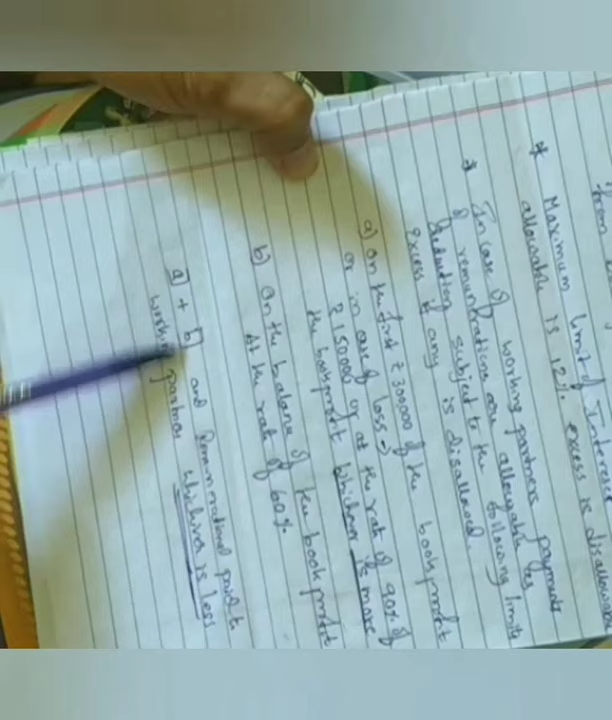 from
* Maximum limit of Interest
allowable is 12% excess is disallowable
* In case of working partners payment
of remuneration are allowable as
deduction subject to the following limits
excess if any is disallowed.
a) On the first ₹ 300000 of the book profit
or in case of loss →
₹ 150000 or at the rate of 90% of
the book profit whichever is more
b) On the balance of the book profit
At the rate of 60%.
a) + b) and Remuneration paid to
working partner whichever is less